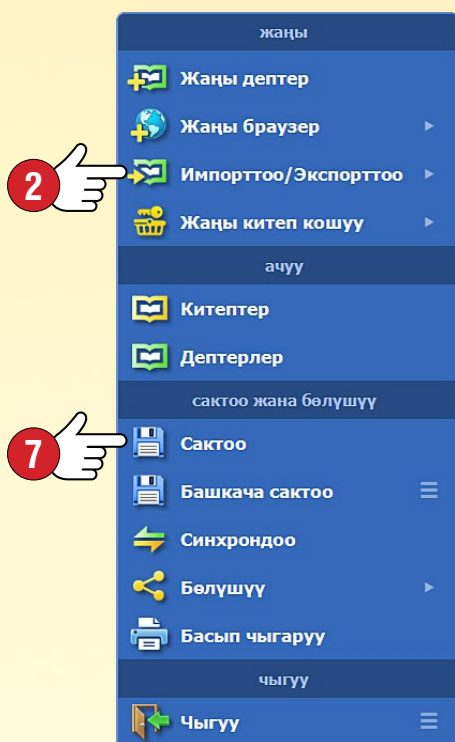 жаңы
Жаңы дептер
Жаңы браузер
2
Импорттоо/Экспорттоо
Жаңы китеп кошуу
ачуу
Китептер
Дептерлер
сактоо жана бөлүшүү
7
Сактоо
Башкача сактоо
Синхрондоо
Бөлүшүү
Басып чыгаруу
чыгуу
Чыгуу